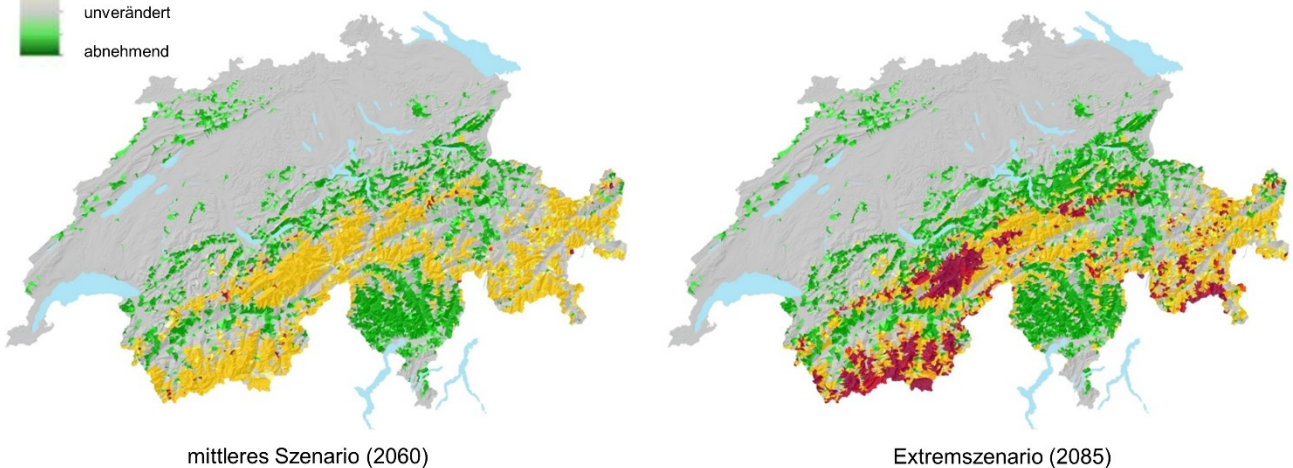 unverändert
abnehmend
mittleres Szenario (2060)
Extremszenario (2085)